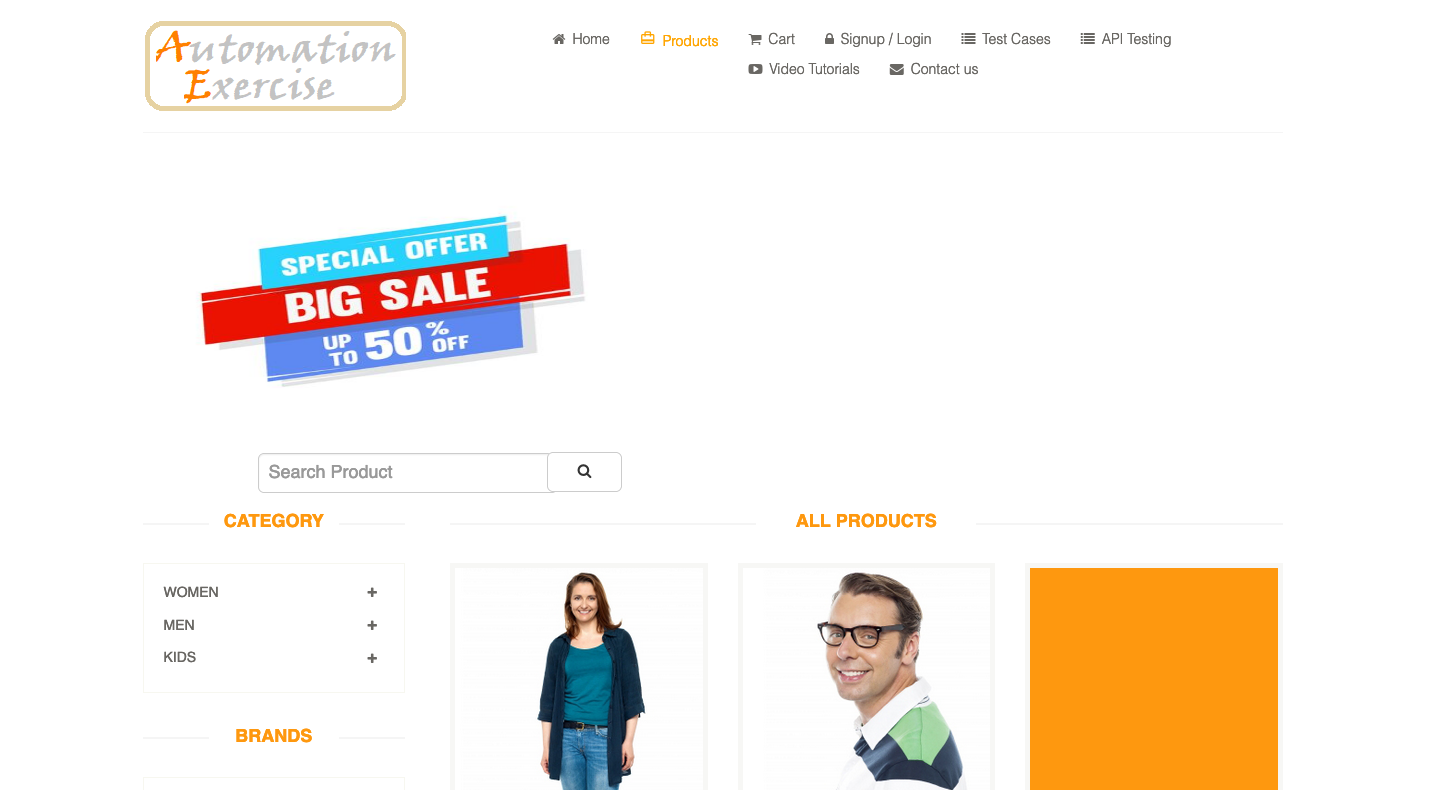 Automation
Exercise
Home Products Cart Signup / Login Test Cases API Testing
Video Tutorials Contact us
SPECIAL OFFER
BIG SALE
UP TO 50% OFF
Search Product
CATEGORY
ALL PRODUCTS
WOMEN
MEN
KIDS
BRANDS